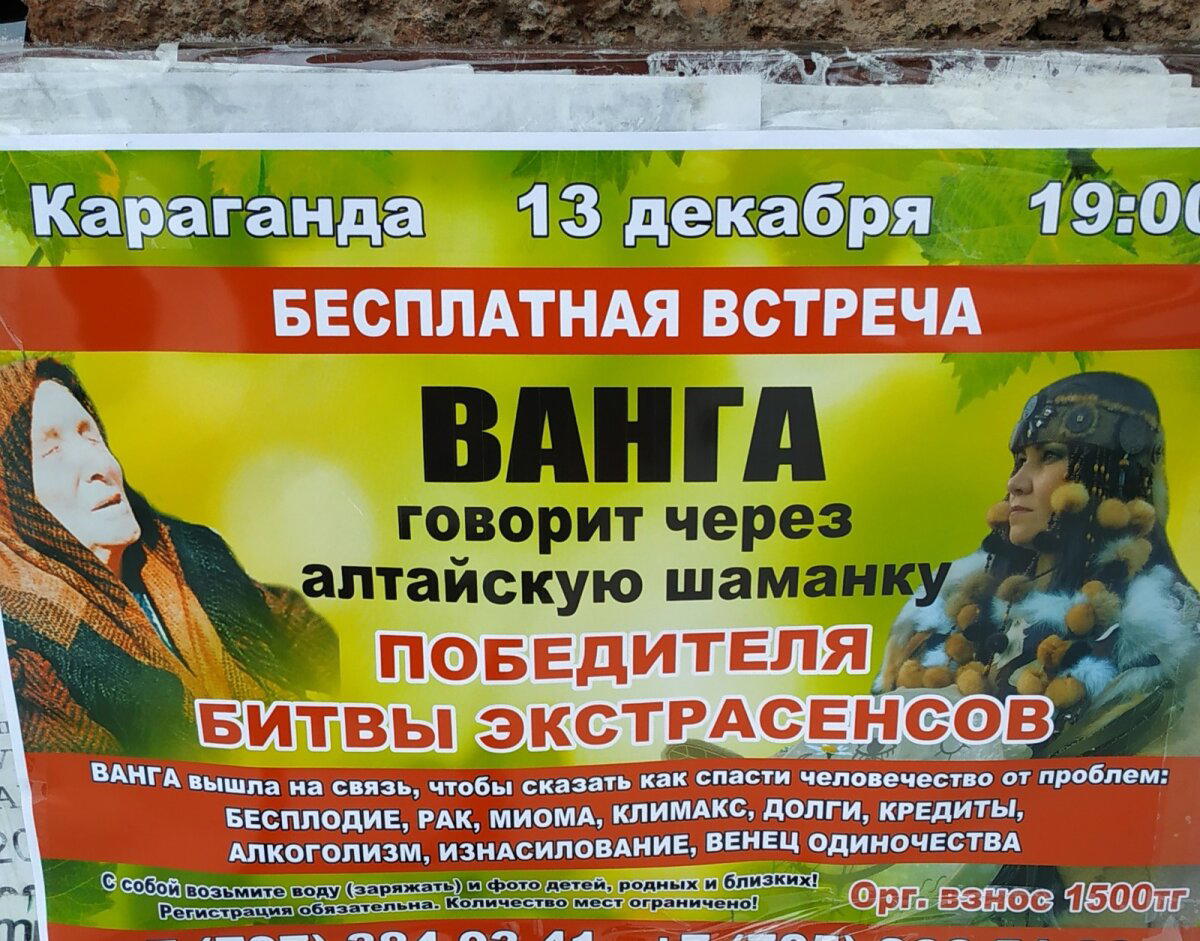 Караганда 13 декабря 19:00
БЕСПЛАТНАЯ ВСТРЕЧА
ВАНГА
говорит через
алтайскую шаманку
ПОБЕДИТЕЛЯ
БИТВЫ ЭКСТРАСЕНСОВ
ВАНГА вышла на связь, чтобы сказать как спасти человечество от проблем:
БЕСПЛОДИЕ, РАК, МИОМА, КЛИМАКС, ДОЛГИ, КРЕДИТЫ,
АЛКОГОЛИЗМ, ИЗНАСИЛОВАНИЕ, ВЕНЕЦ ОДИНОЧЕСТВА
С собой возьмите воду (заряжать) и фото детей, родных и близких!
Регистрация обязательна. Количество мест ограничено!
Орг. взнос 1500тг